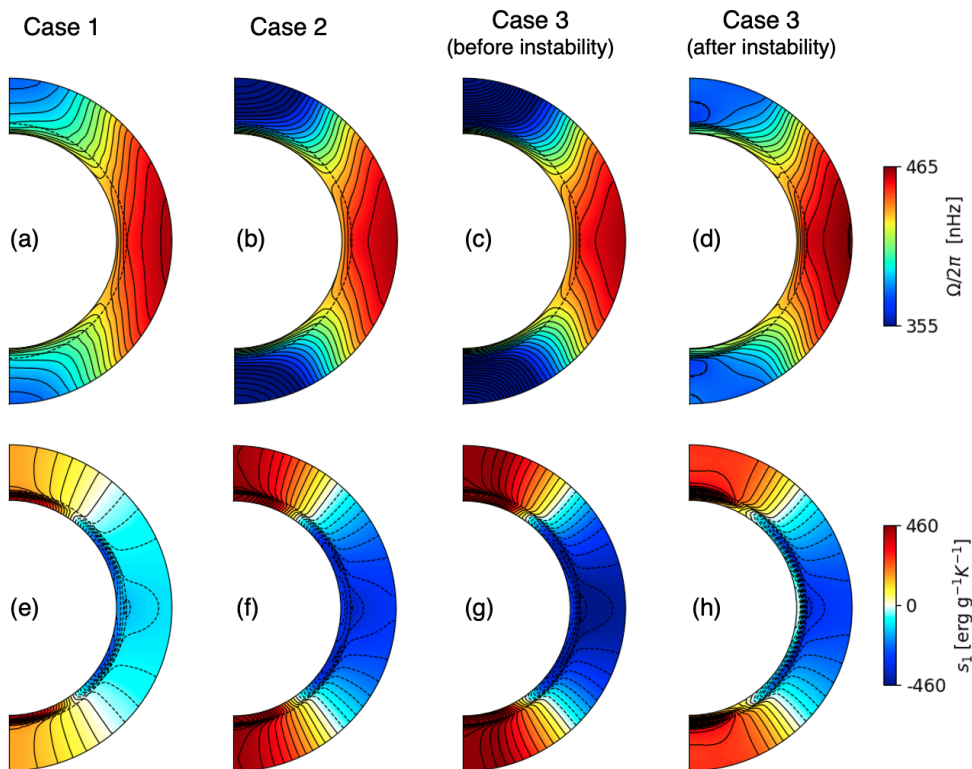 Case 1
Case 2
Case 3
(before instability)
Case 3
(after instability)
(a)
(b)
(c)
(d)
465
355
Ω/2π [nHz]
(e)
(f)
(g)
(h)
460
0
-460
s₁ [erg g⁻¹K⁻¹]